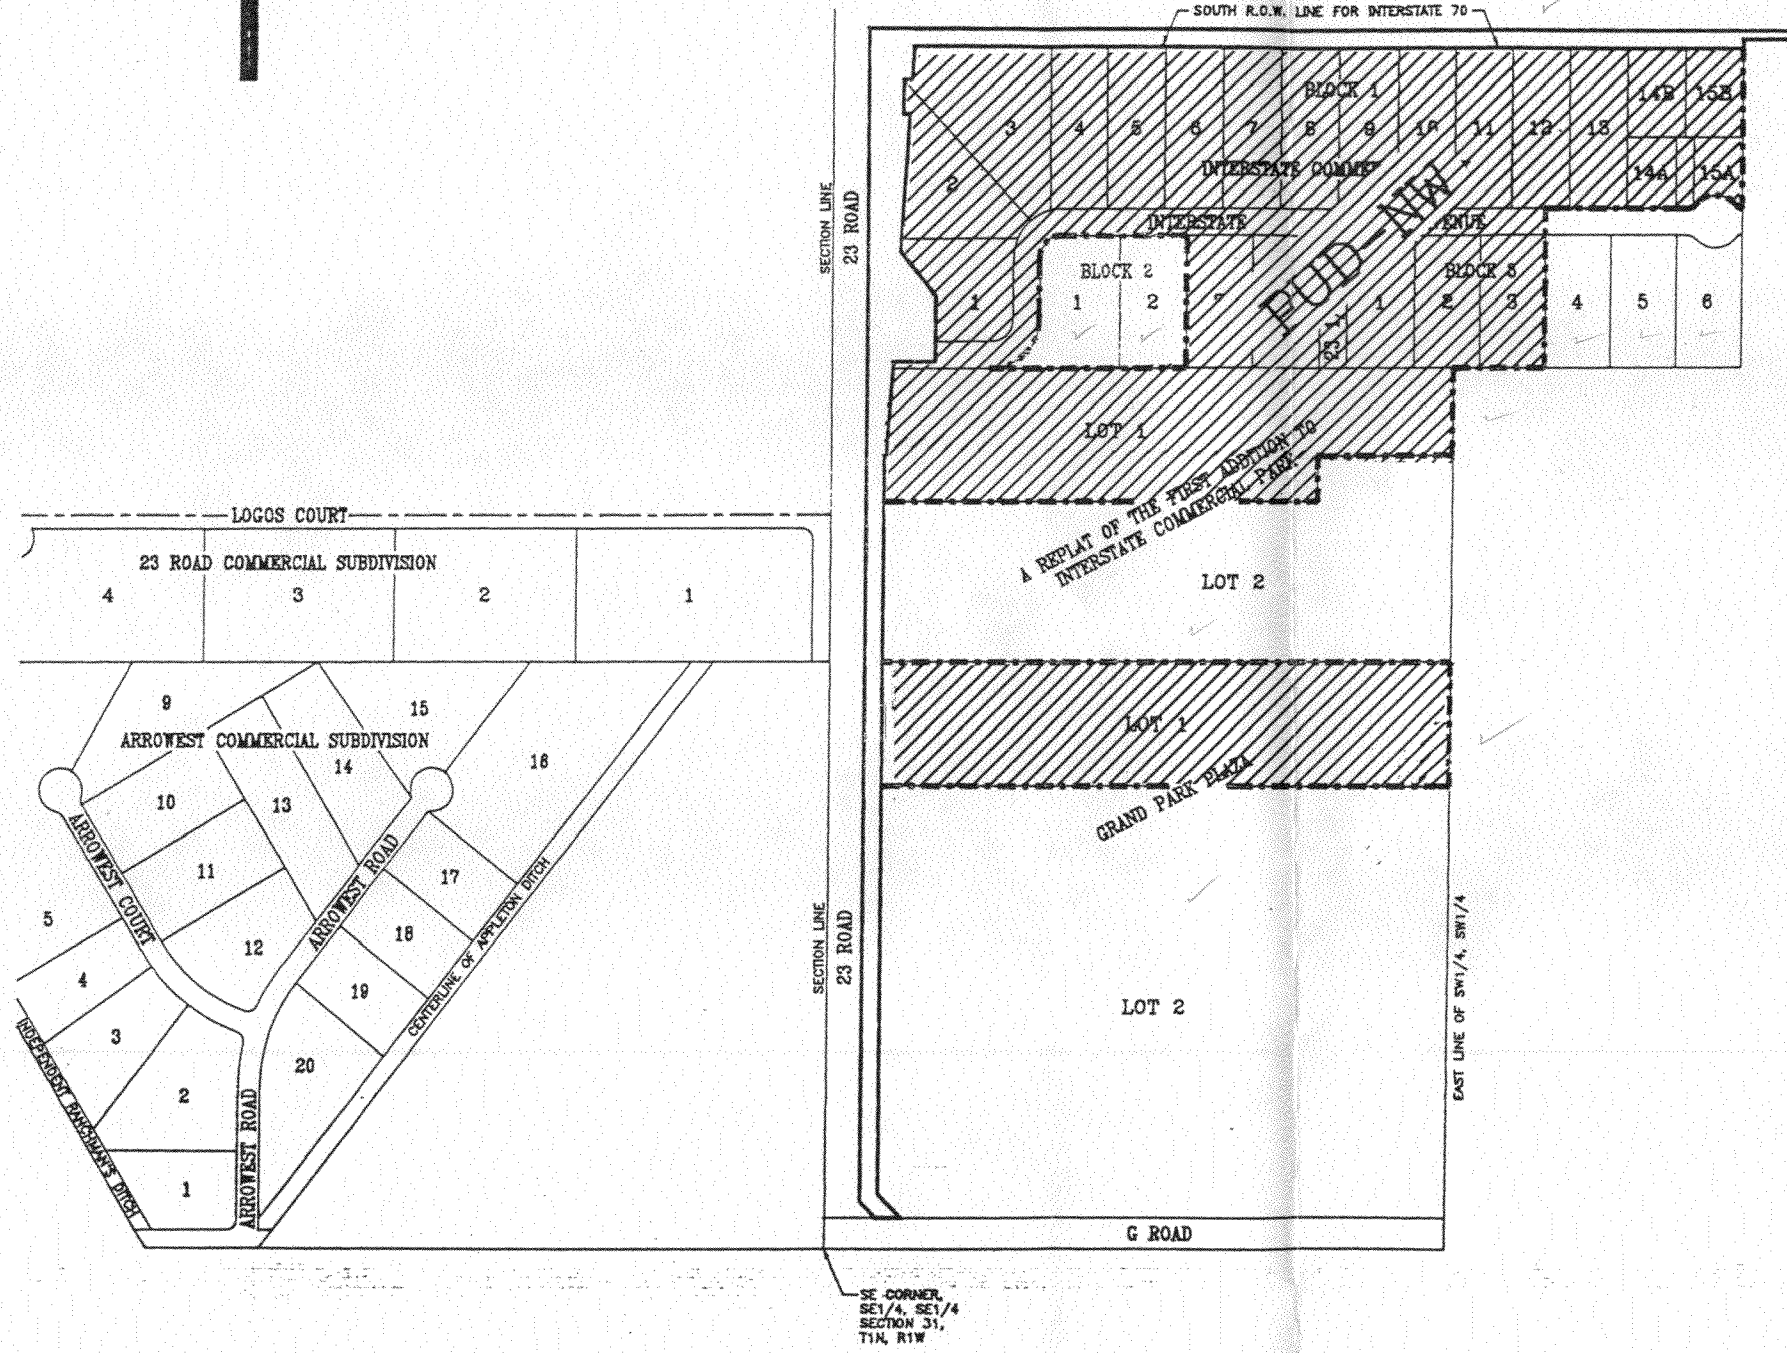 SOUTH R.O.W. LINE FOR INTERSTATE 70
BLOCK 1
14B 15B
3 4 5 6 7 8 9 10 11 12 13
INTERSTATE COMME
14A 15A
2
PUD-NW
INTERSTATE
ENUE
SECTION LINE
23 ROAD
BLOCK 2
BLOCK 3
1 1 2 1 2 3 4 5 6
LOT 1
A REPLAT OF THE FIRST ADDITION TO
INTERSTATE COMMERCIAL PARK
LOGOS COURT
23 ROAD COMMERCIAL SUBDIVISION
4 3 2 1
LOT 2
9
15
ARROWEST COMMERCIAL SUBDIVISION
14
16
LOT 1
GRAND PARK PLAZA
10 13
11
17
ARROWEST COURT
ARROWEST ROAD
CENTERLINE OF APPLETON DITCH
5
12
18
4
19
3
20
2
1
INDEPENDENT RANCHMAN'S DITCH
ARROWEST ROAD
SECTION LINE
23 ROAD
LOT 2
EAST LINE OF SW1/4, SW1/4
G ROAD
SE CORNER,
SE1/4, SE1/4
SECTION 31,
T1N, R1W